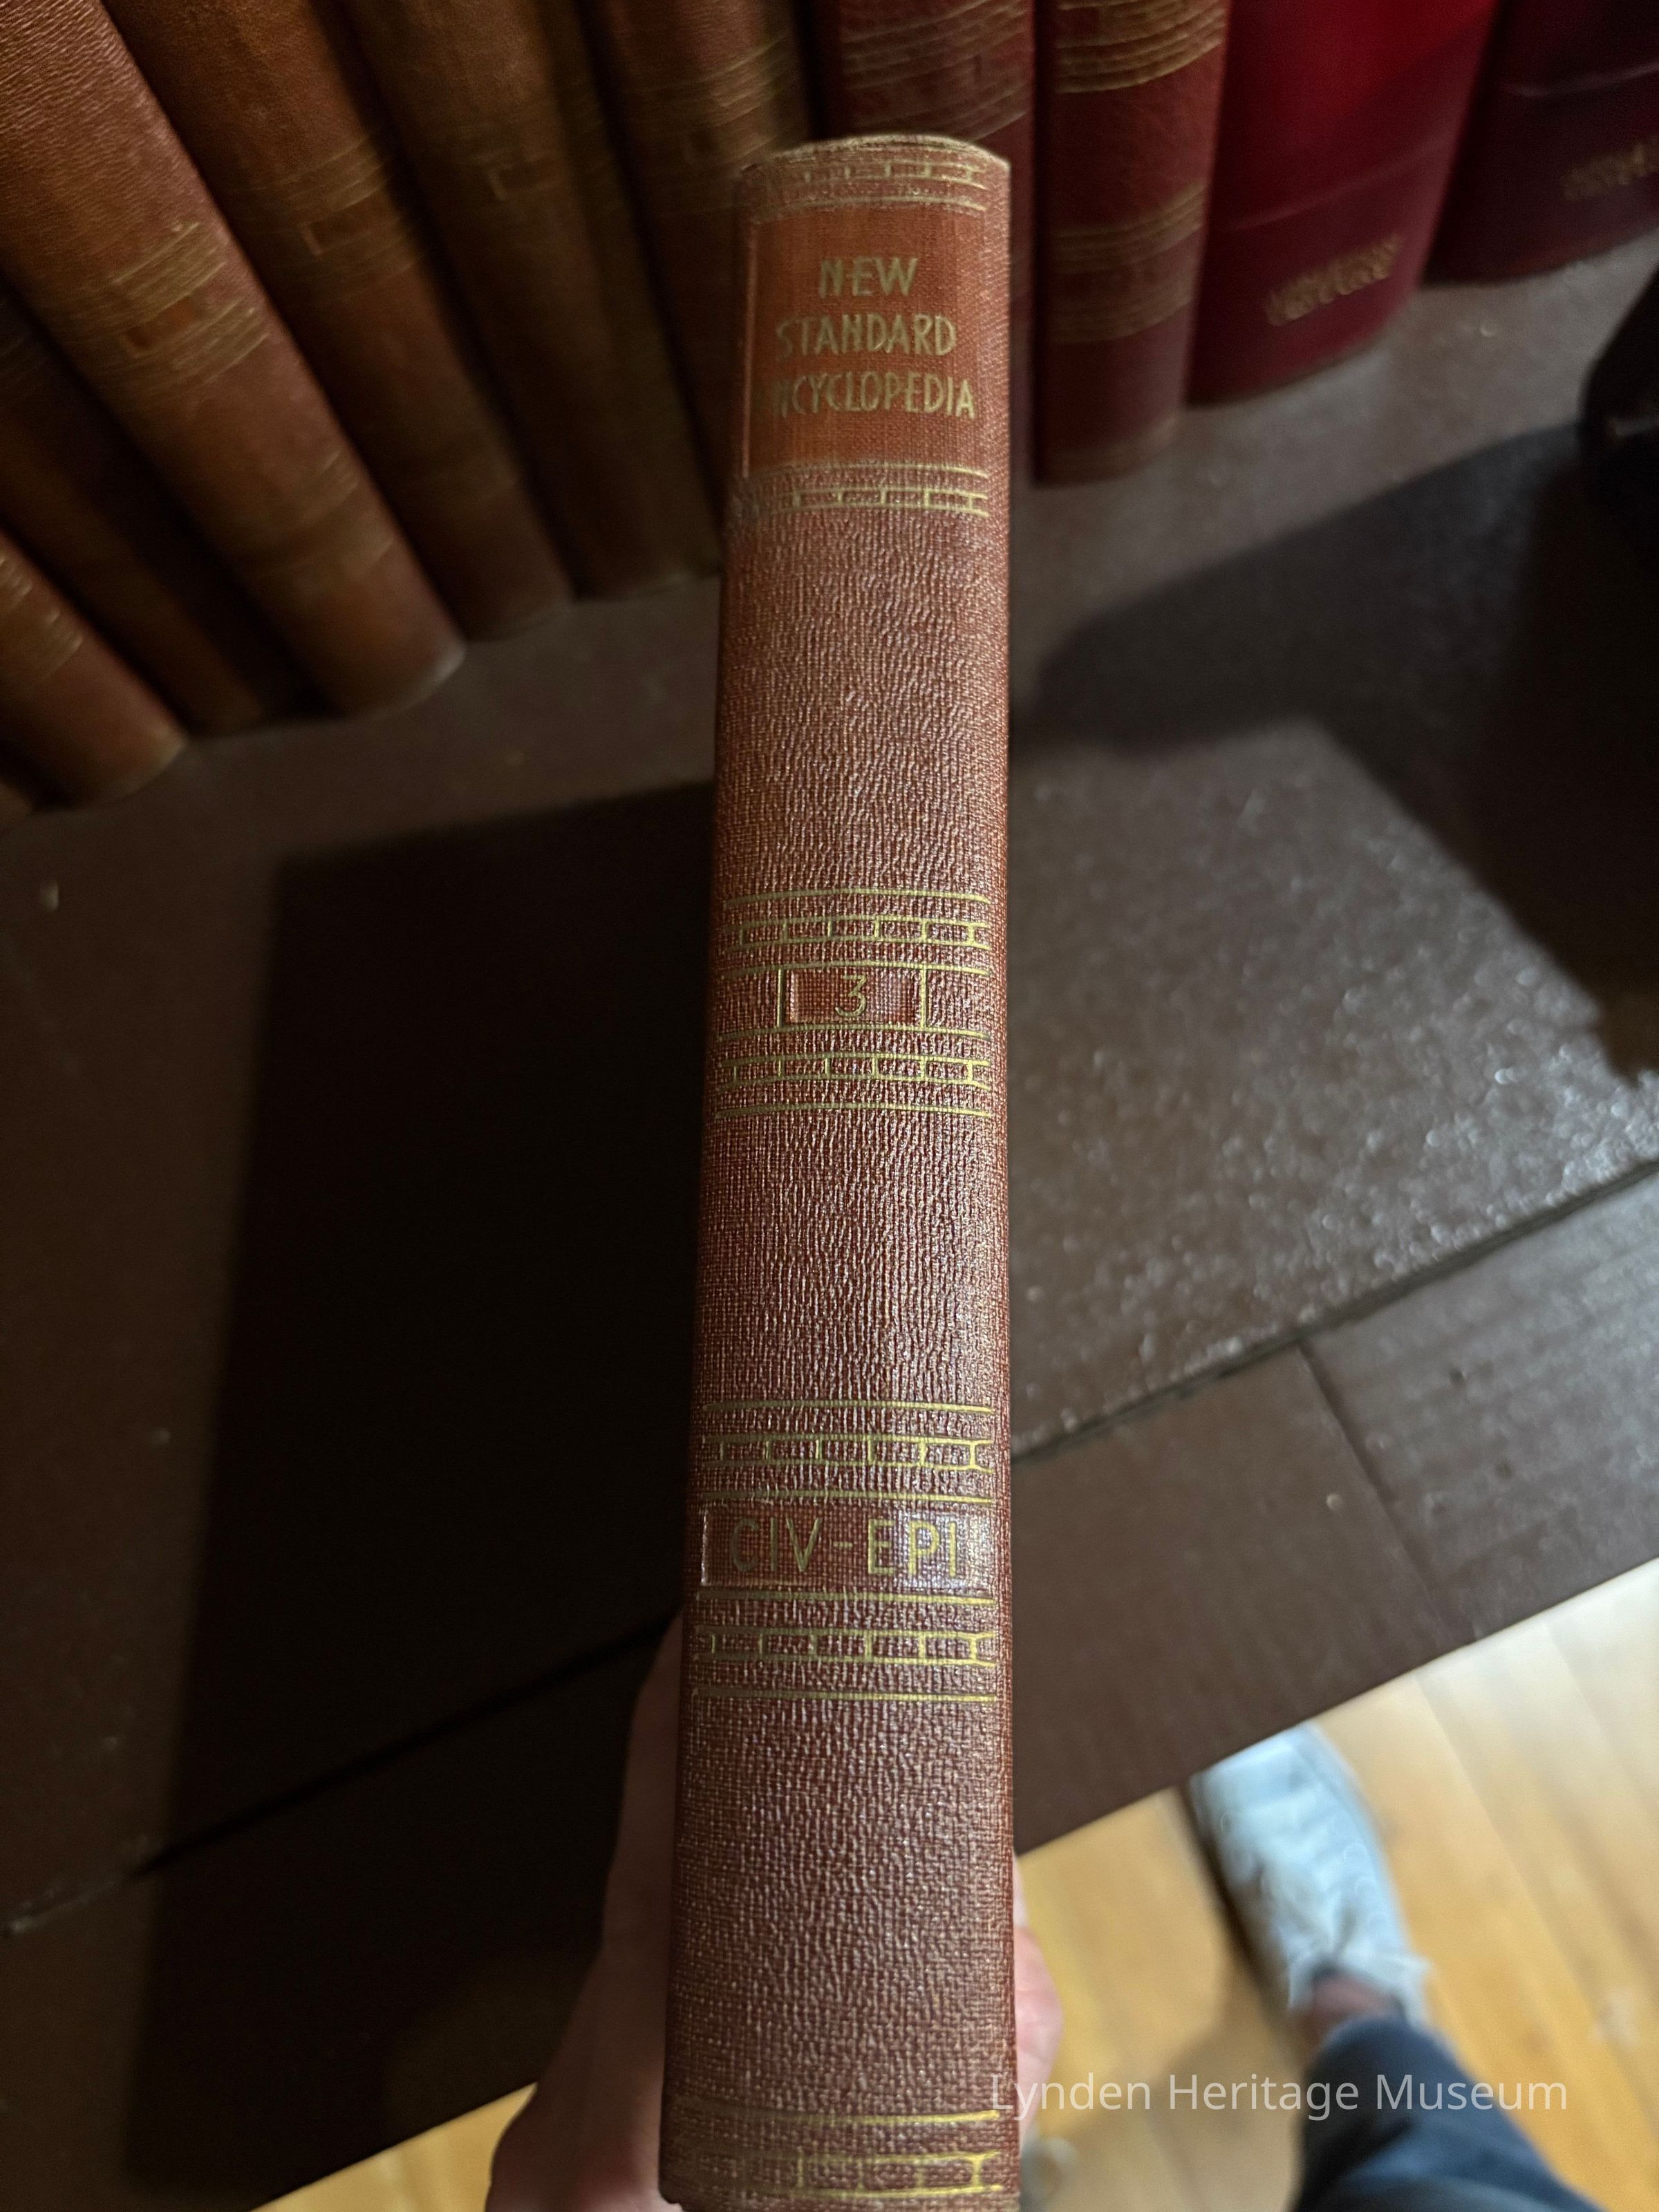 NEW
STANDARD
ENCYCLOPEDIA
3
CIV-EPI
Lynden Heritage Museum